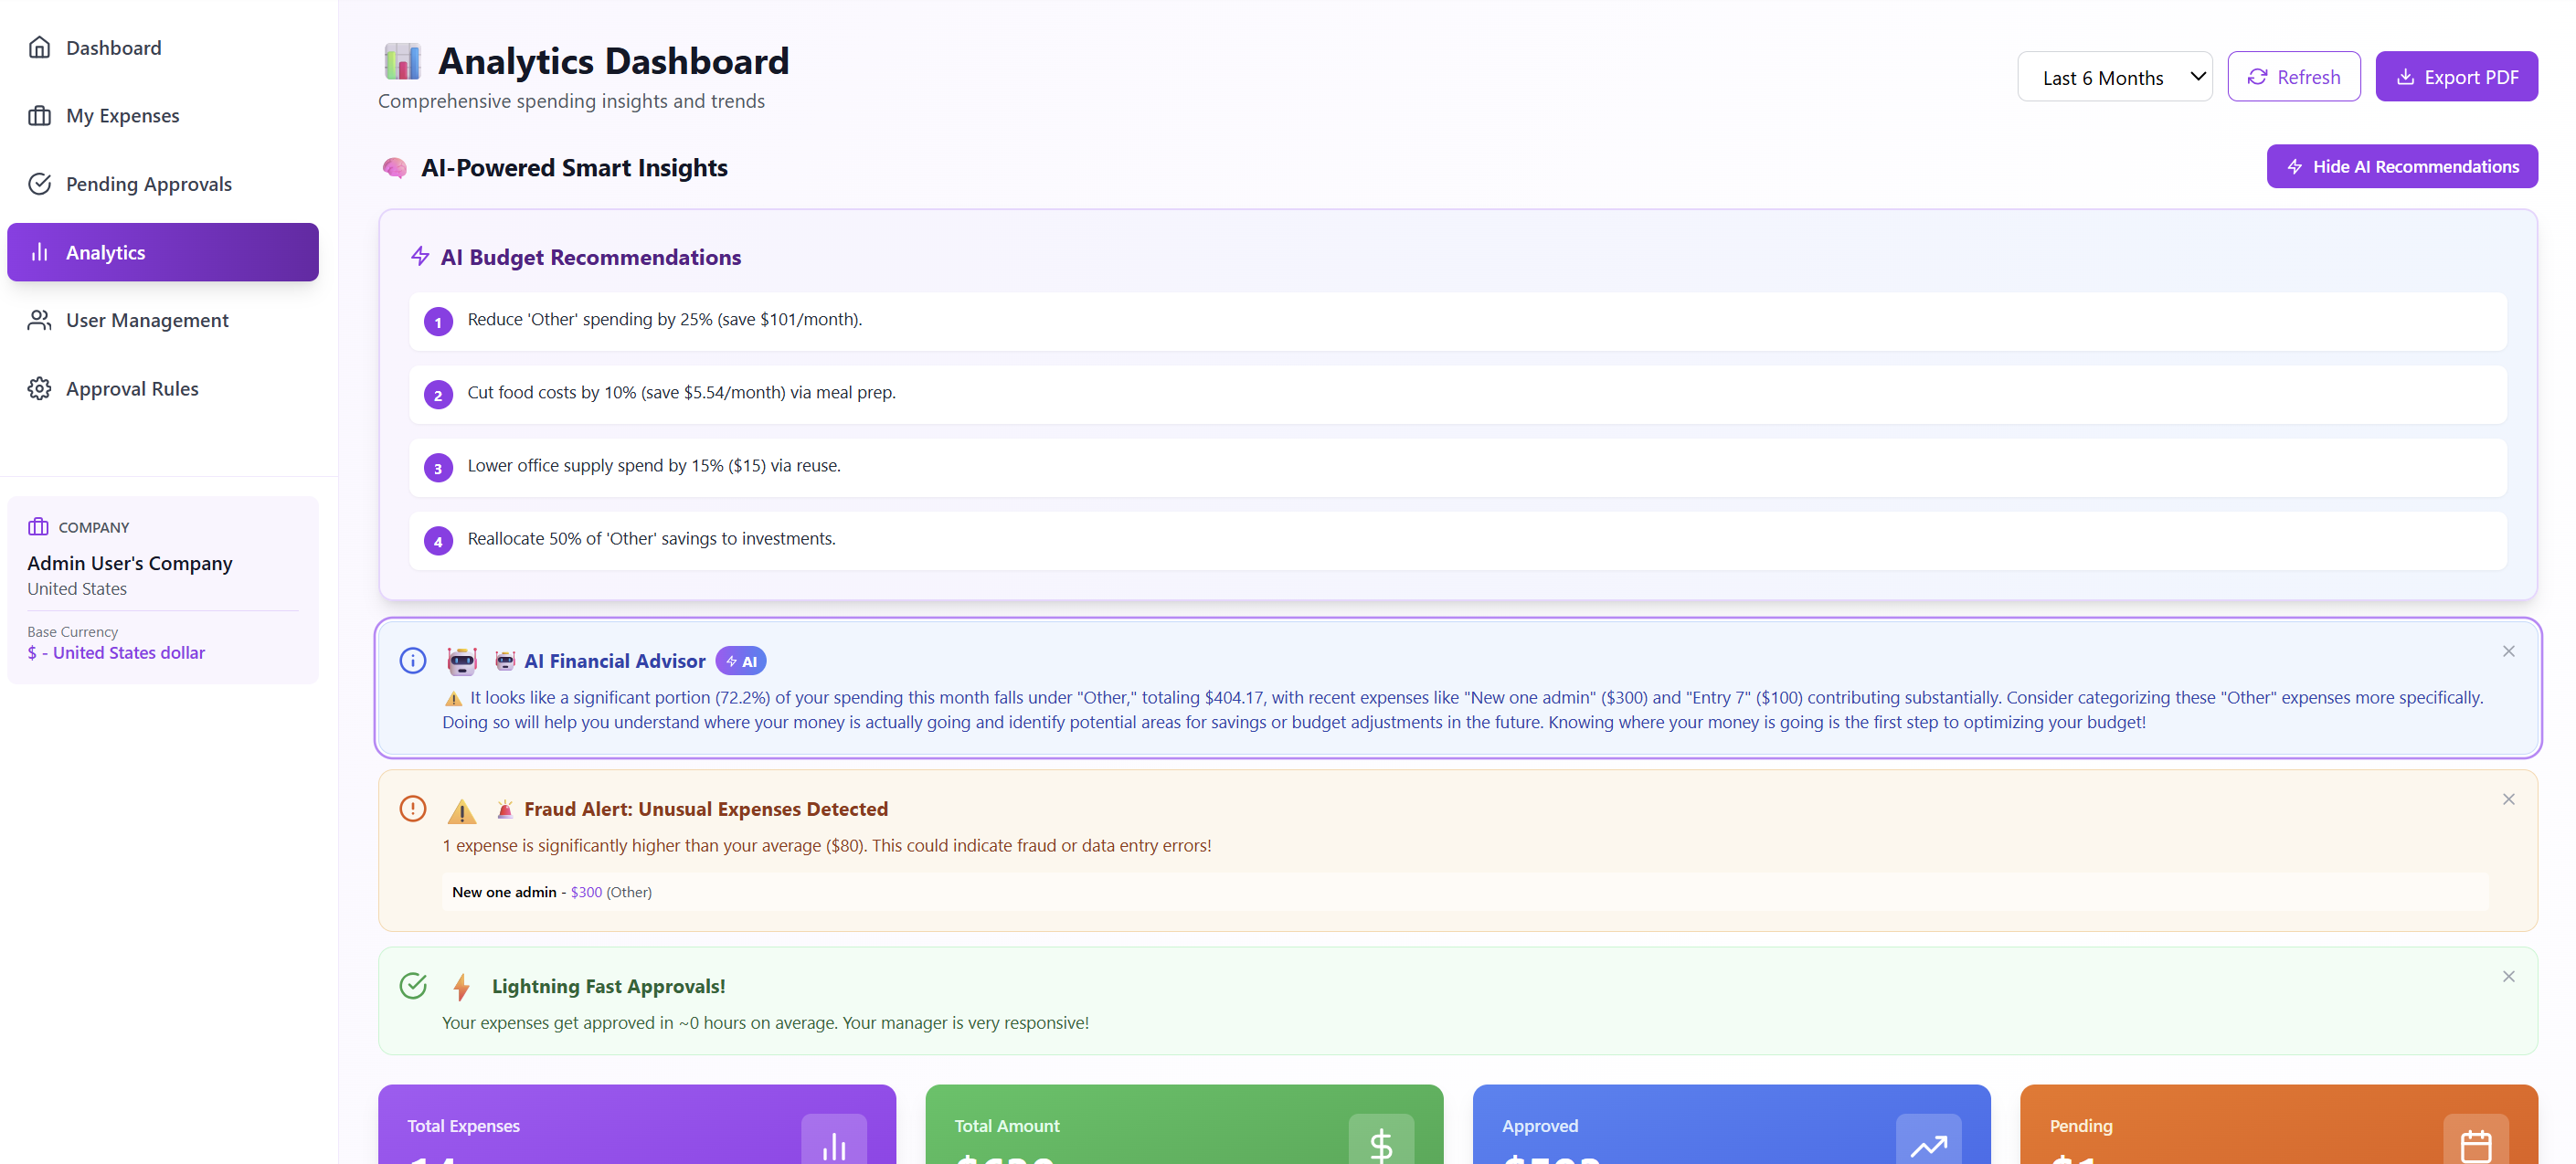 Dashboard
My Expenses
Pending Approvals
Analytics
User Management
Approval Rules
COMPANY
Admin User's Company
United States
Base Currency
$ - United States dollar
Analytics Dashboard
Comprehensive spending insights and trends
Last 6 Months
Refresh
Export PDF
AI-Powered Smart Insights
Hide AI Recommendations
AI Budget Recommendations
1 Reduce 'Other' spending by 25% (save $101/month).
2 Cut food costs by 10% (save $5.54/month) via meal prep.
3 Lower office supply spend by 15% ($15) via reuse.
4 Reallocate 50% of 'Other' savings to investments.
AI Financial Advisor AI
It looks like a significant portion (72.2%) of your spending this month falls under "Other," totaling $404.17, with recent expenses like "New one admin" ($300) and "Entry 7" ($100) contributing substantially. Consider categorizing these "Other" expenses more specifically.
Doing so will help you understand where your money is actually going and identify potential areas for savings or budget adjustments in the future. Knowing where your money is going is the first step to optimizing your budget!
Fraud Alert: Unusual Expenses Detected
1 expense is significantly higher than your average ($80). This could indicate fraud or data entry errors!
New one admin - $300 (Other)
Lightning Fast Approvals!
Your expenses get approved in ~0 hours on average. Your manager is very responsive!
Total Expenses
Total Amount
Approved
Pending